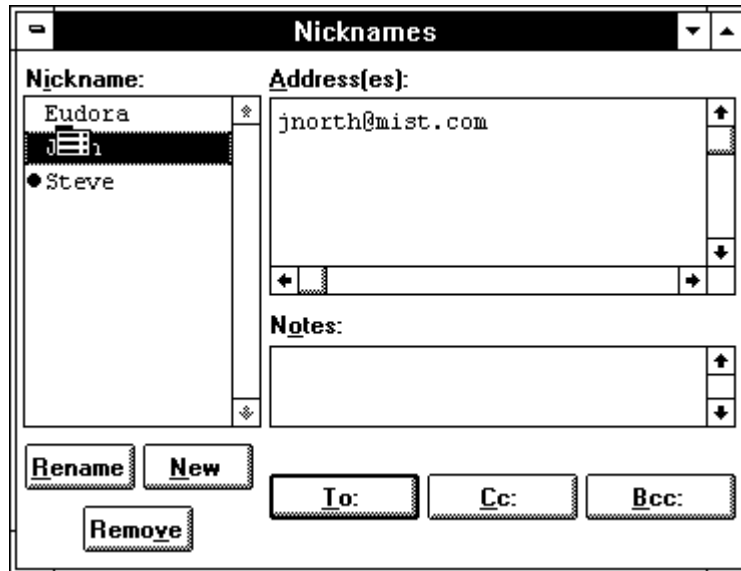 Nicknames
Nickname:
Eudora
Steve
Address(es):
jnorth@mist.com
Notes:
Rename
New
Remove
To:
Cc:
Bcc: